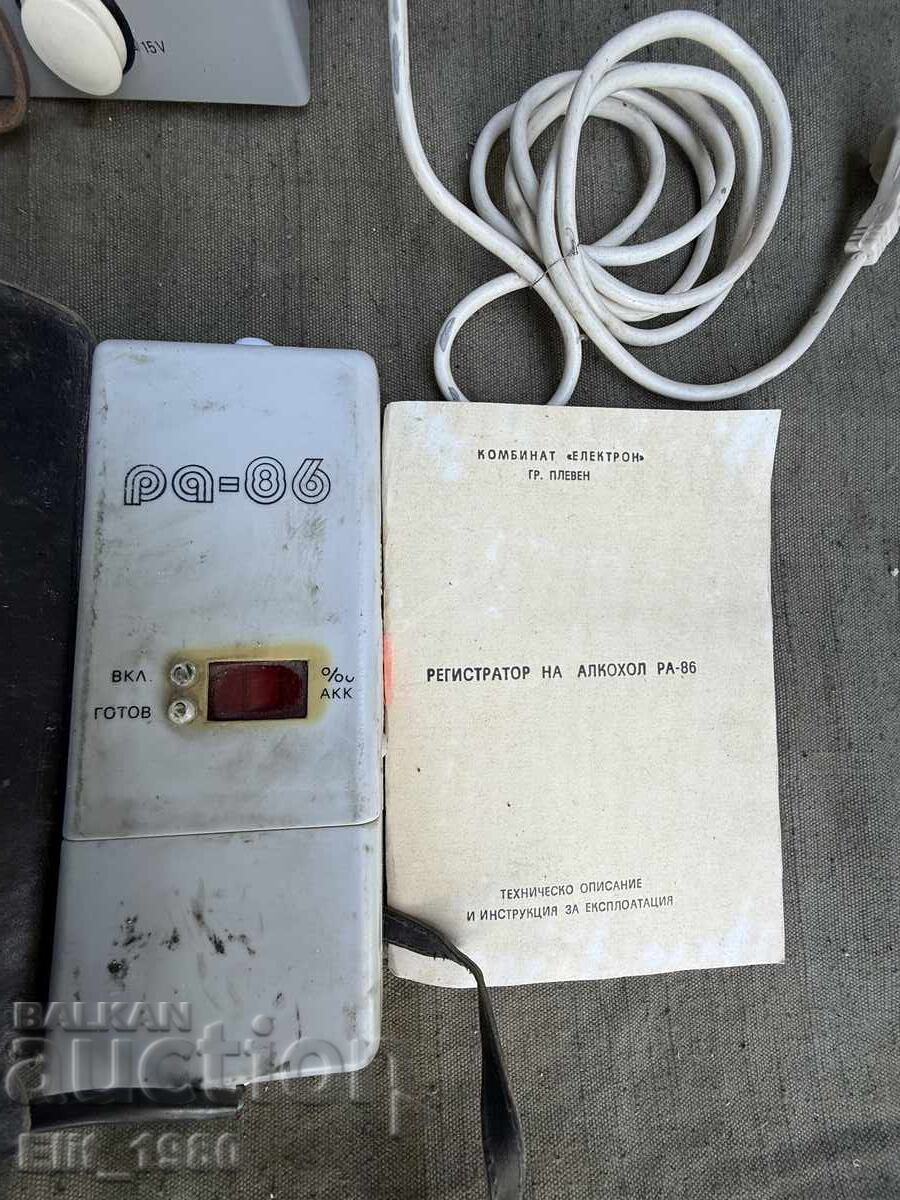 15V
КОМБИНАТ «ЕЛЕКТРОН»
ГР. ПЛЕВЕН
ра-86
РЕГИСТРАТОР НА АЛКОХОЛ РА-86
ВКЛ.
ГОТОВ
‰
АКК
ТЕХНИЧЕСКО ОПИСАНИЕ
И ИНСТРУКЦИЯ ЗА ЕКСПЛОАТАЦИЯ
BALKAN
auction
Elit_1980